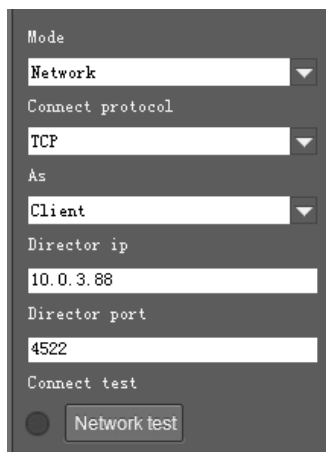 Mode
Network
Connect protocol
TCP
As
Client
Director ip
10.0.3.88
Director port
4522
Connect test
Network test